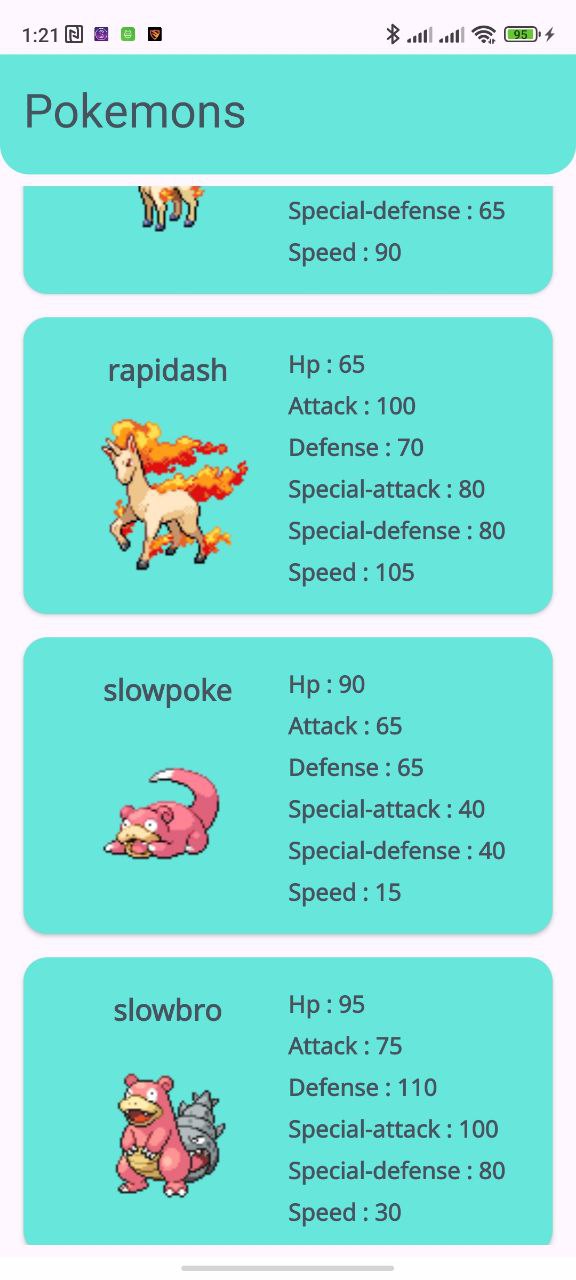 1:21
95
Pokemons
Special-defense : 65
Speed : 90
rapidash
Hp : 65
Attack : 100
Defense : 70
Special-attack : 80
Special-defense : 80
Speed : 105
slowpoke
Hp : 90
Attack : 65
Defense : 65
Special-attack : 40
Special-defense : 40
Speed : 15
slowbro
Hp : 95
Attack : 75
Defense : 110
Special-attack : 100
Special-defense : 80
Speed : 30